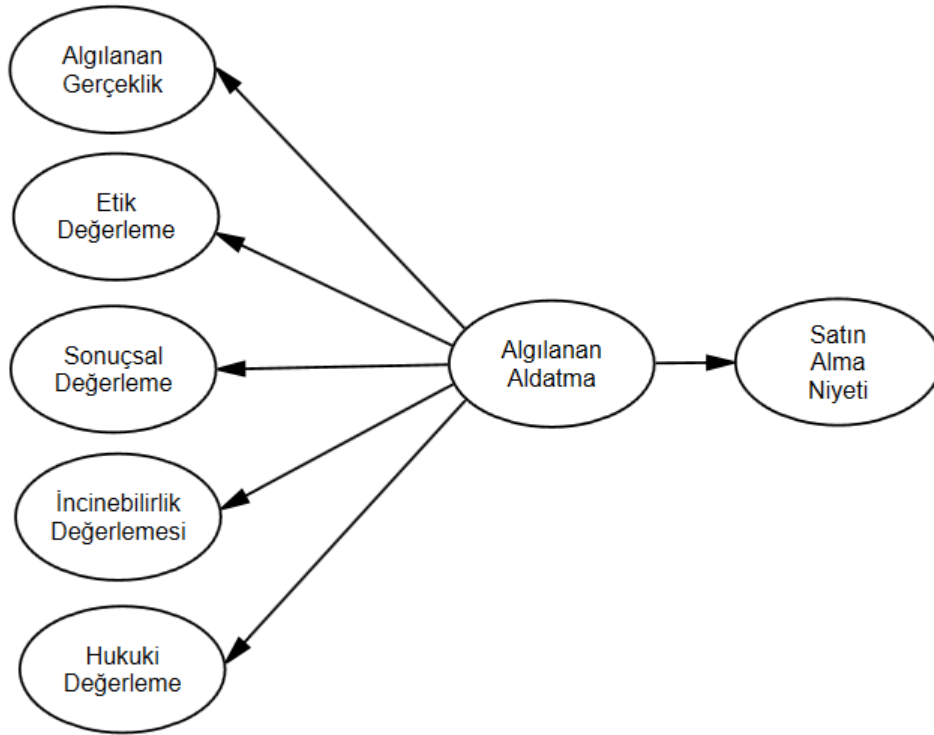 Algılanan
Gerçeklik
Etik
Değerleme
Sonuçsal
Değerleme
İncinebilirlik
Değerlemesi
Hukuki
Değerleme
Algılanan
Aldatma
Satın
Alma
Niyeti